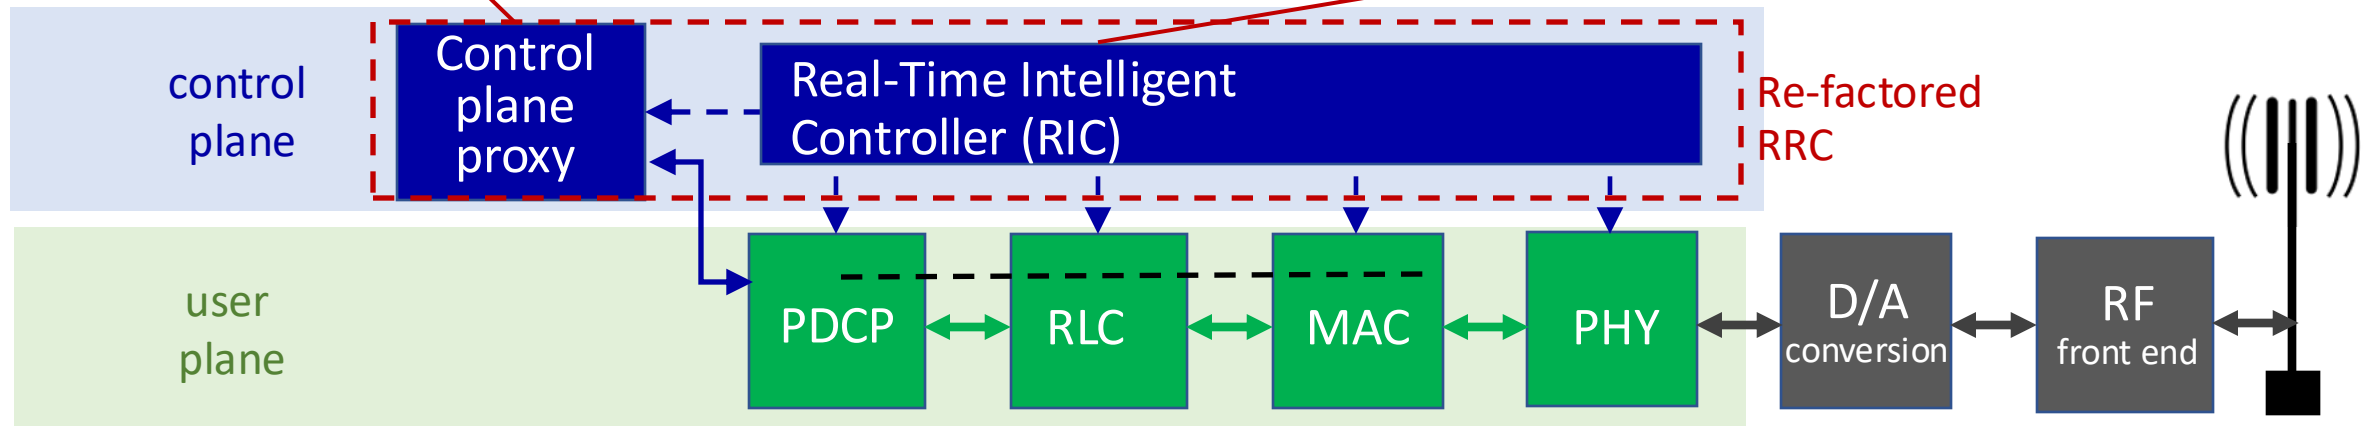 control
plane
Control
plane
proxy
Real-Time Intelligent
Controller (RIC)
Re-factored
RRC
user
plane
PDCP
RLC
MAC
PHY
D/A
conversion
RF
front end